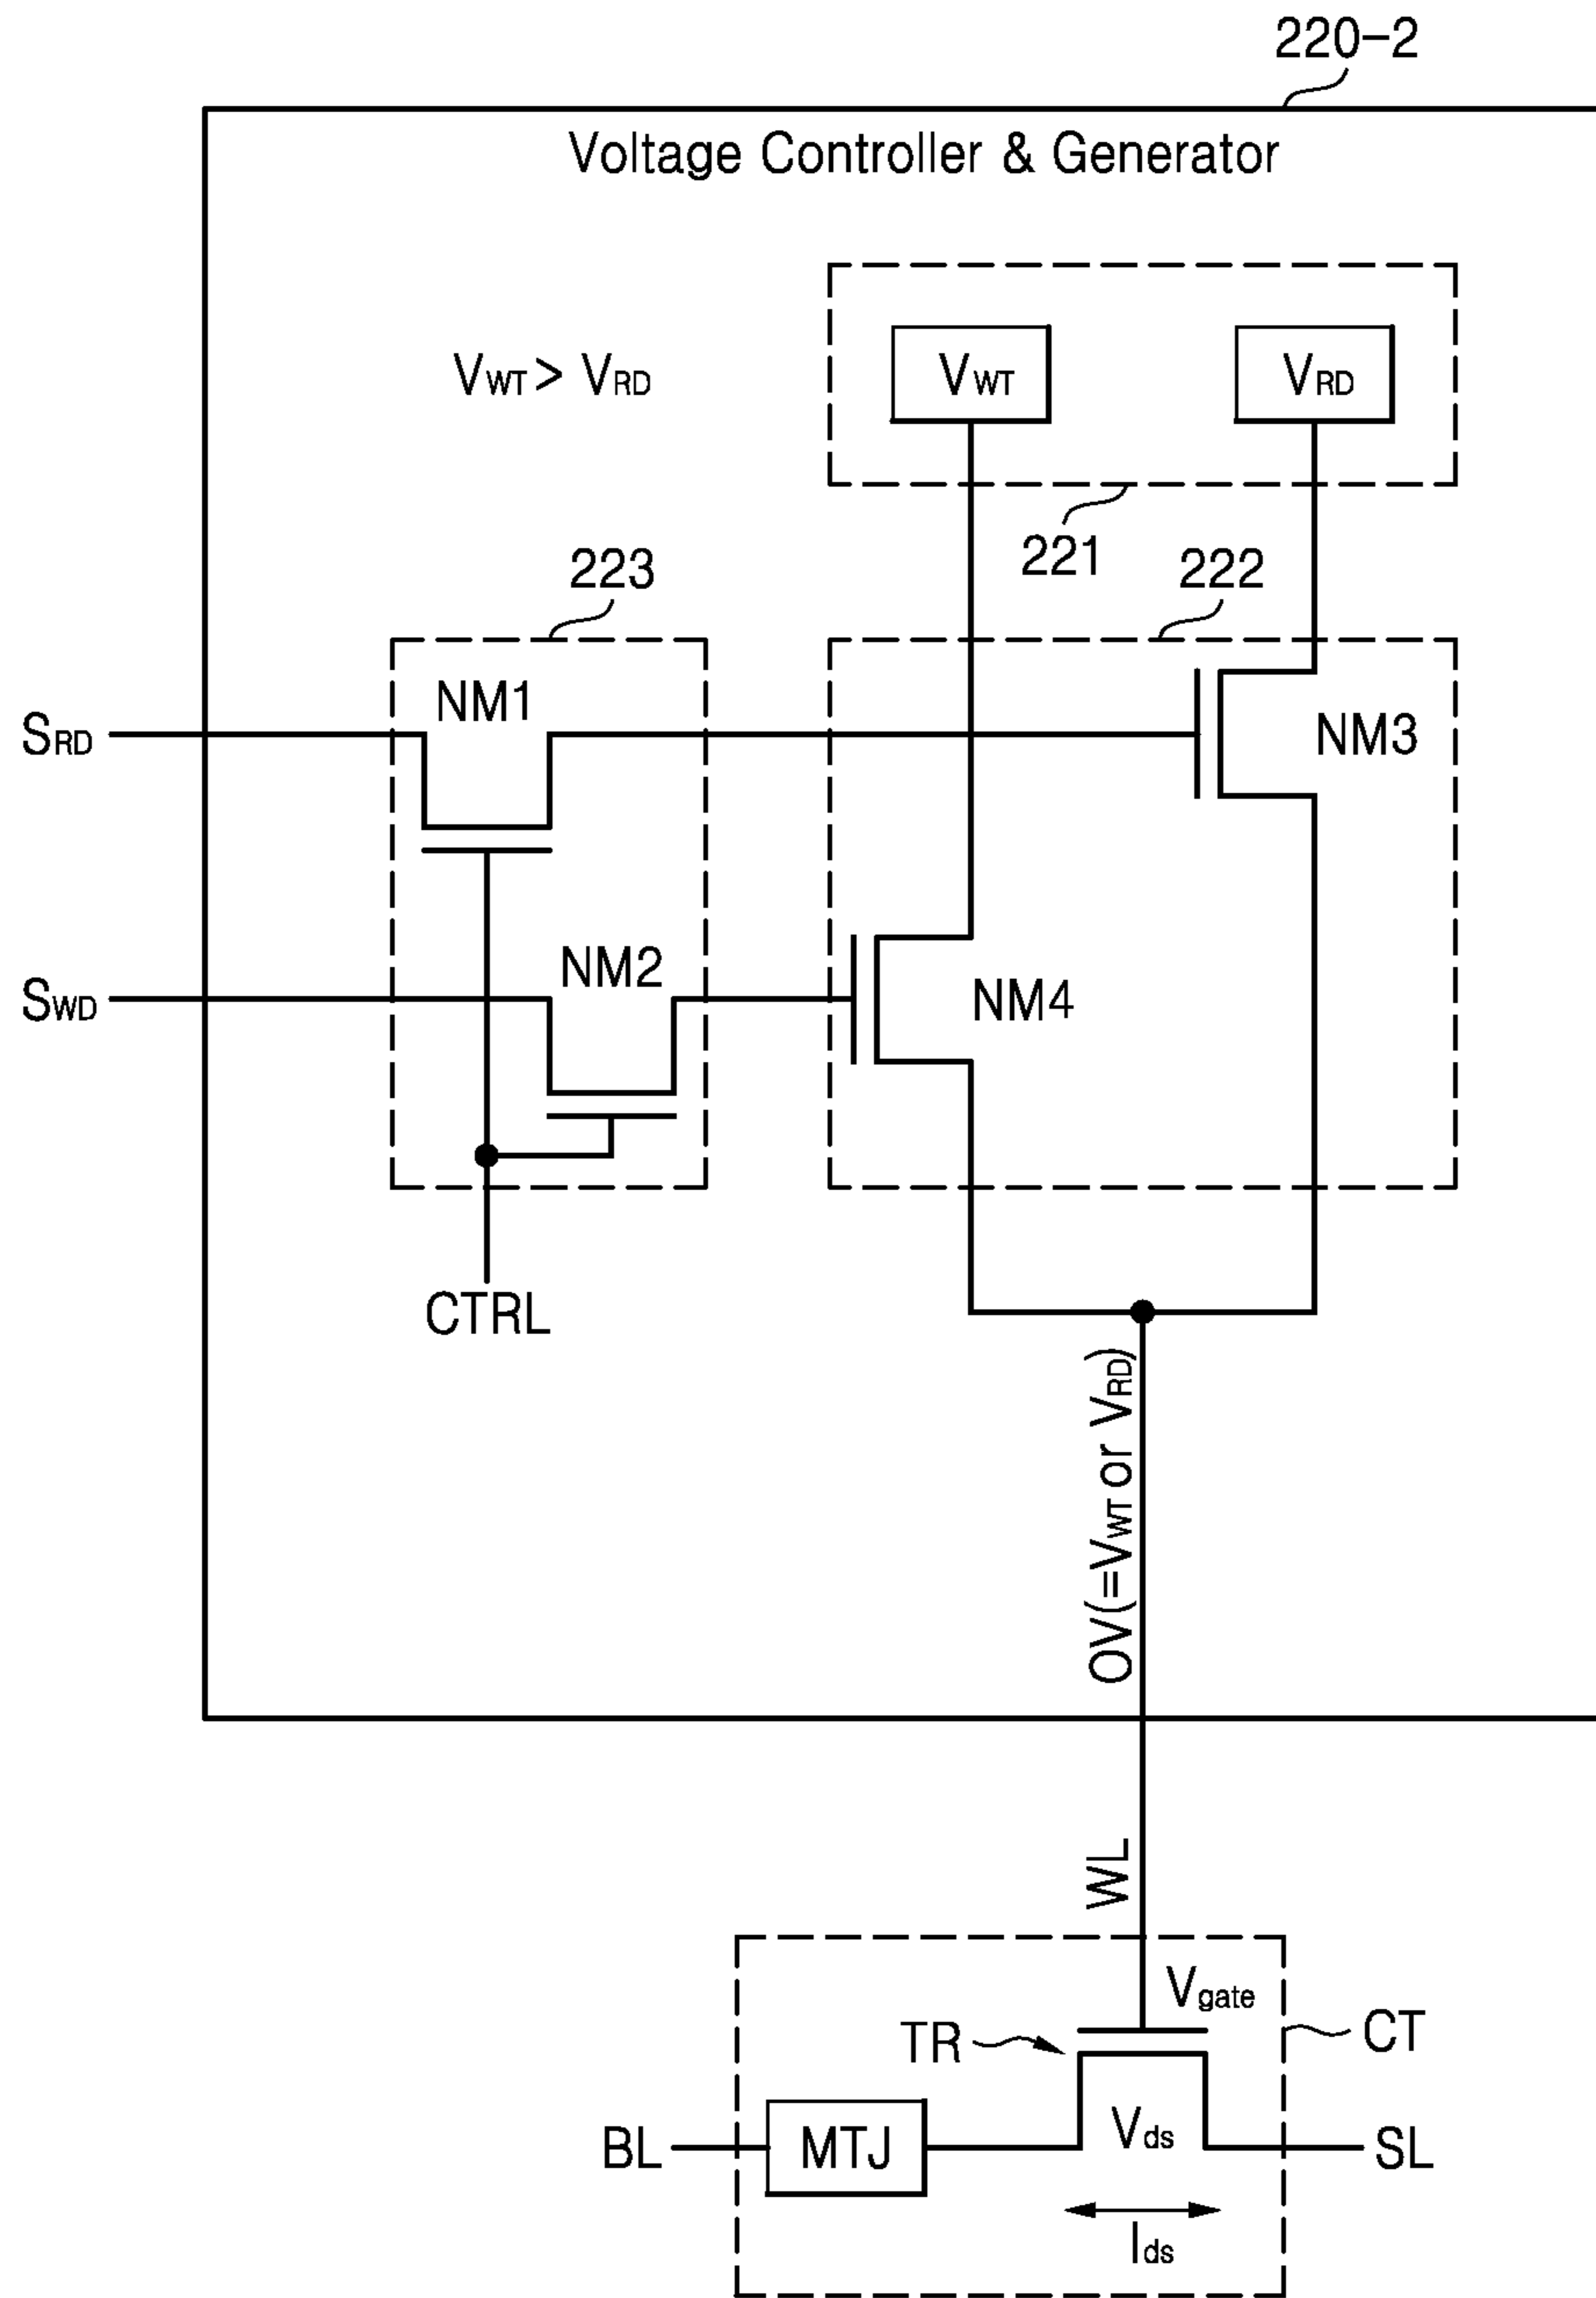 220-2
Voltage Controller & Generator
VWT > VRD
VWT
VRD
221
222
223
NM1
SRD
NM3
NM2
SWD
NM4
CTRL
OV(=VWT or VRD)
WL
Vgate
TR
CT
BL
MTJ
Vds
SL
Ids